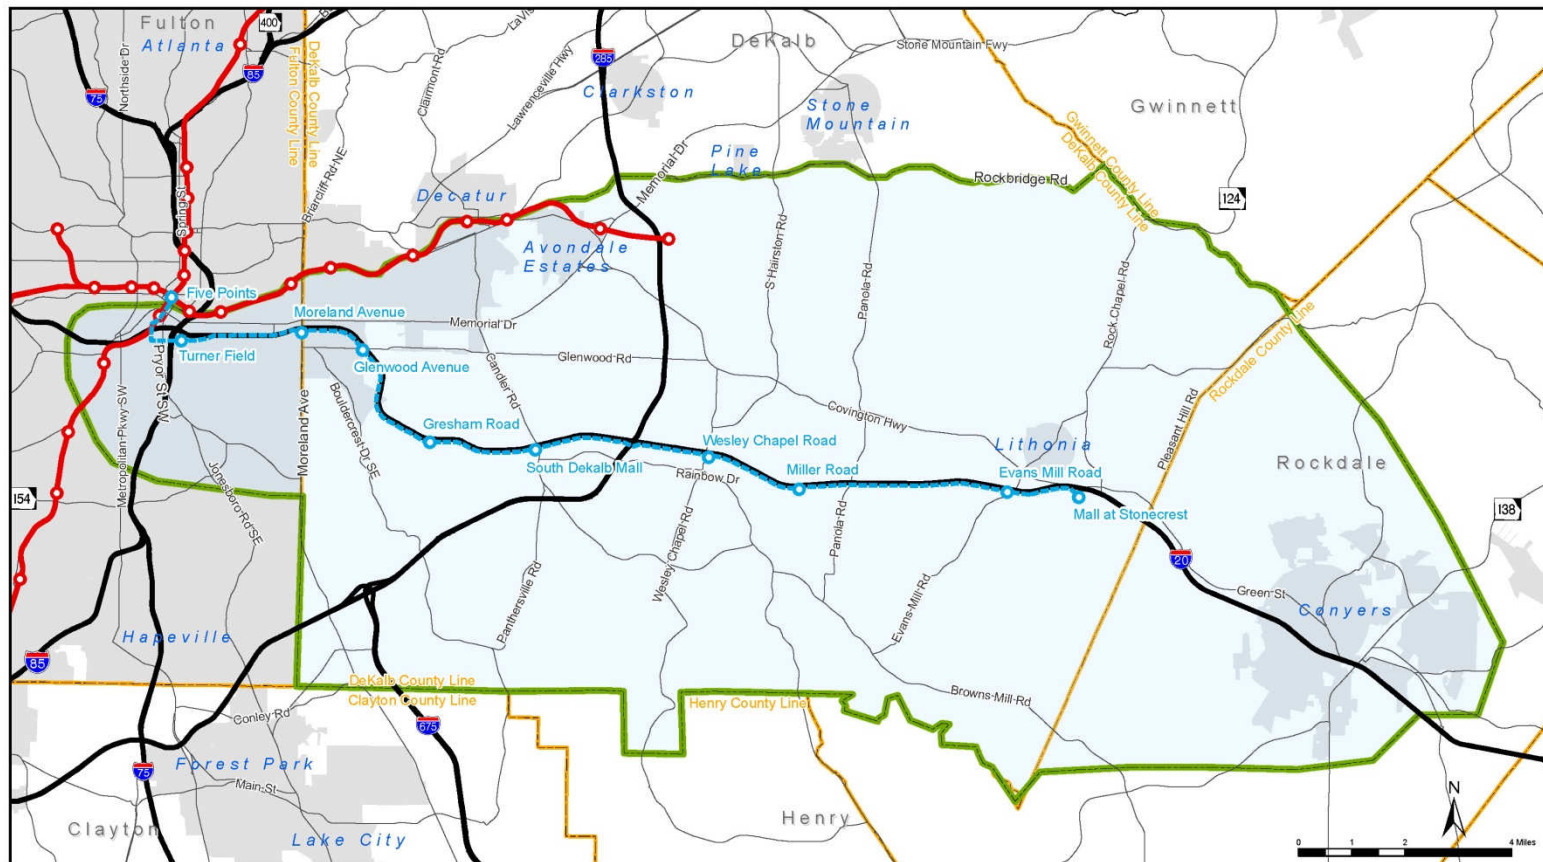 Fulton
400
Atlanta
DeKalb
Stone Mountain Fwy
Northside Dr
75
85
DeKalb County Line
Fulton County Line
Clairmont Rd
Lawrenceville Hwy
285
Clarkston
Stone
Mountain
Gwinnett
Gwinnett County Line
DeKalb County Line
Pine
Lake
Memorial Dr
Briarcliff Rd NE
Decatur
Rockbridge Rd
124
Spring St
Avondale
Estates
S Hairston Rd
Panola Rd
Rock Chapel Rd
Five Points
Moreland Avenue
Memorial Dr
Turner Field
Glenwood Avenue
Glenwood Rd
Candler Rd
Pryor St SW
Metropolitan Pkwy SW
Moreland Ave
Bouldercrest Dr SE
Rockdale County Line
Pleasant Hill Rd
Covington Hwy
Gresham Road
South Dekalb Mall
Wesley Chapel Road
Rainbow Dr
Miller Road
Lithonia
Evans Mill Road
Mall at Stonecrest
Rockdale
154
138
Jonesboro Rd SE
Panthersville Rd
Wesley Chapel Rd
Panola Rd
Evans Mill Rd
20
Green St
Conyers
Hapeville
85
DeKalb County Line
Clayton County Line
Henry County Line
Browns Mill Rd
Conley Rd
675
75
Forest Park
Main St
Clayton
Lake City
Henry
N
0 1 2 4 Miles